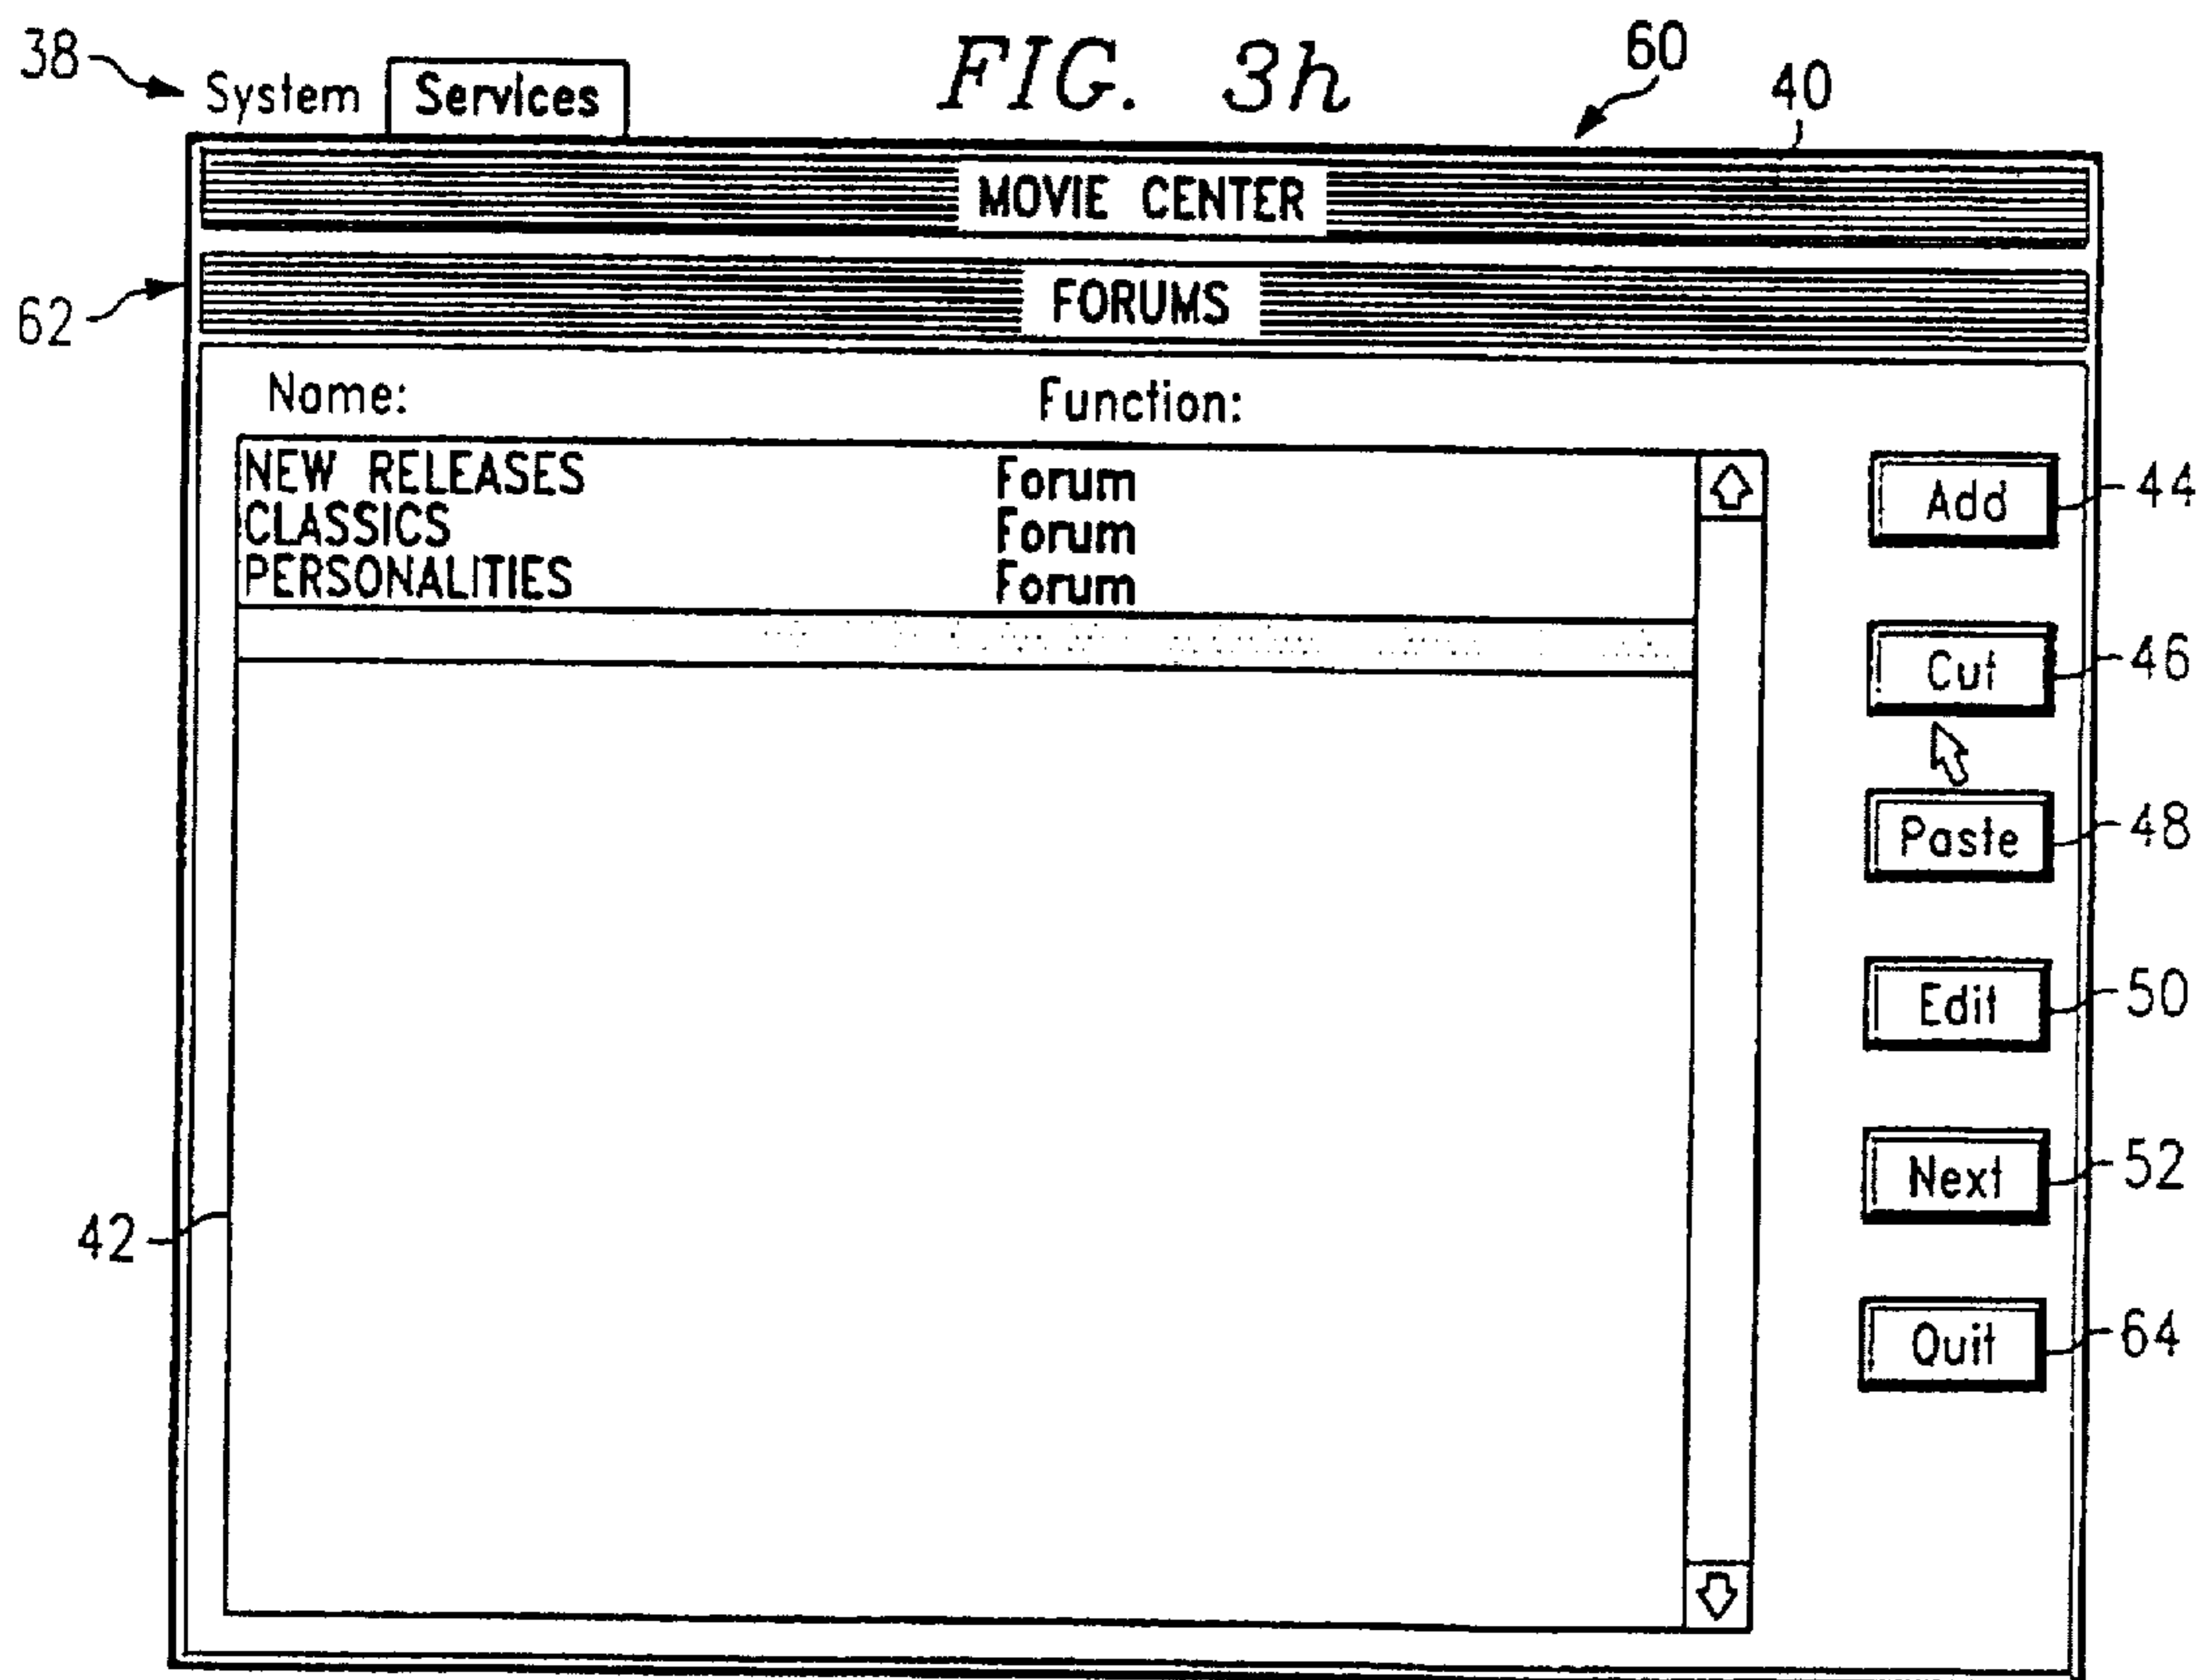 FIG. 3h
38 System Services 60 40
MOVIE CENTER
62 FORUMS
Name: Function:
NEW RELEASES Forum
CLASSICS Forum
PERSONALITIES Forum
Add 44
Cut 46
Paste 48
Edit 50
Next 52
42
Quit 64